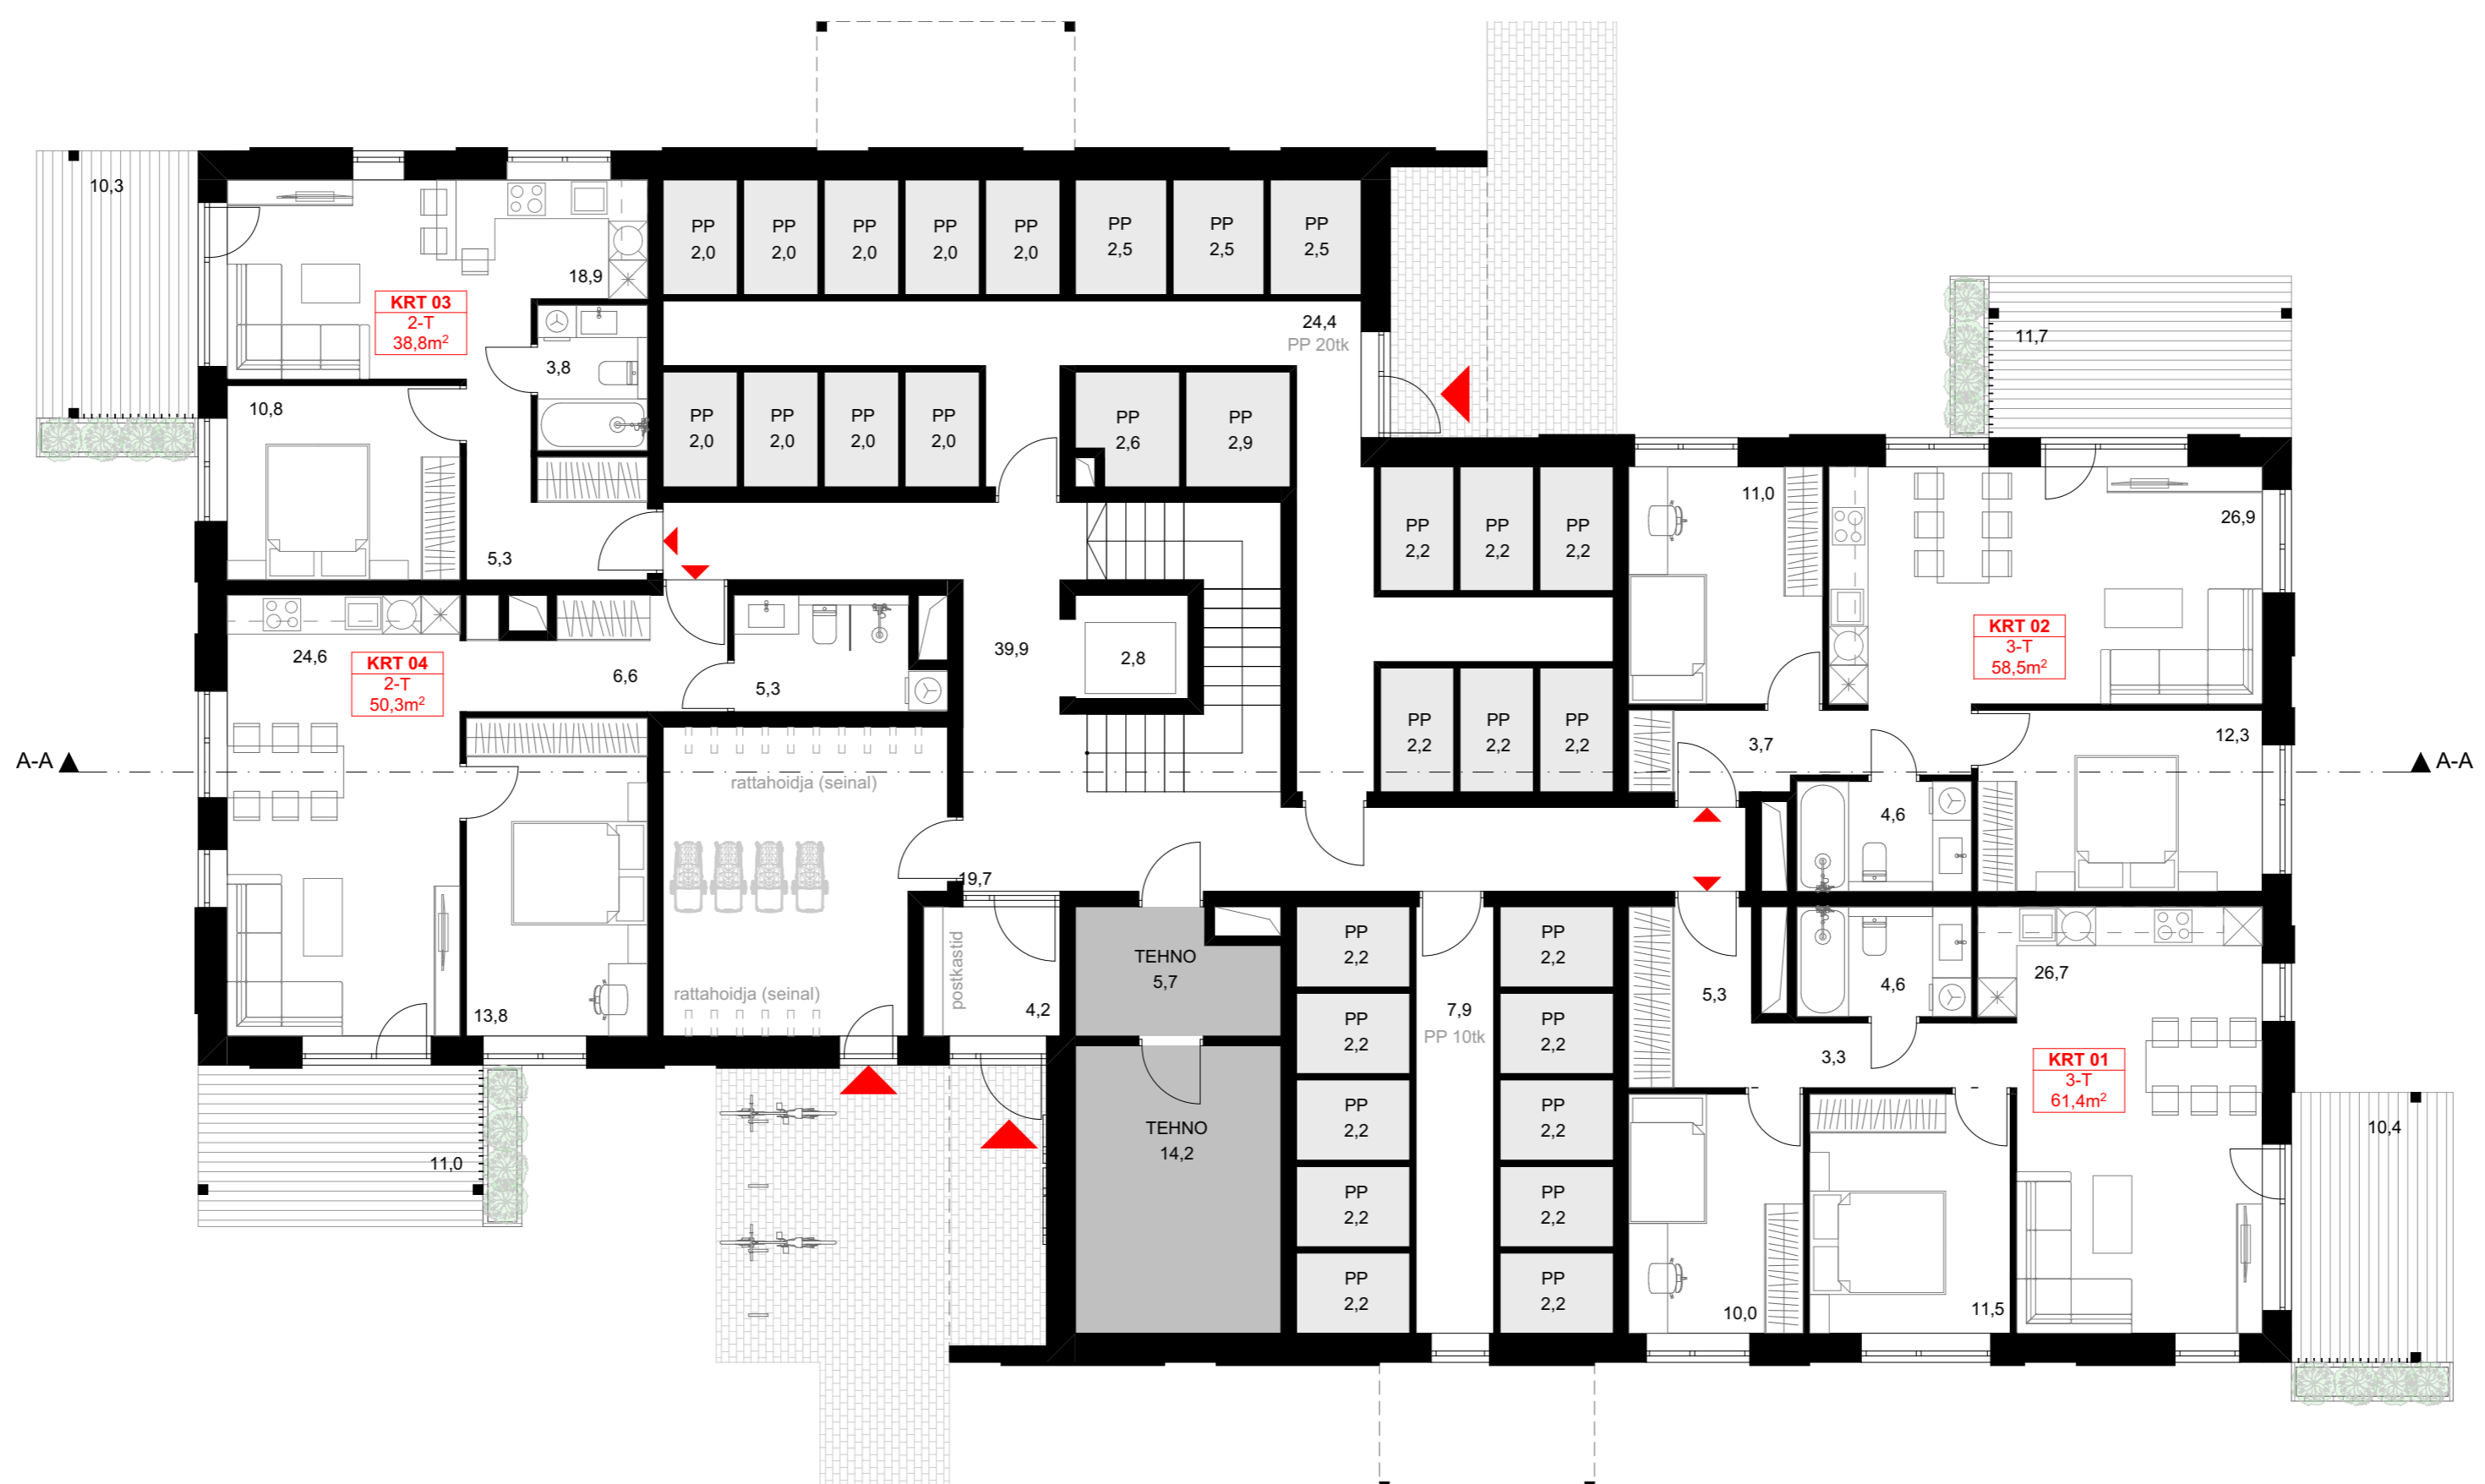 10,3
PP
2,0
PP
2,0
PP
2,0
PP
2,0
PP
2,0
PP
2,5
PP
2,5
PP
2,5
18,9
KRT 03
2-T
38,8m²
24,4
PP 20tk
11,7
3,8
10,8
PP
2,0
PP
2,0
PP
2,0
PP
2,0
PP
2,6
PP
2,9
11,0
26,9
5,3
PP
2,2
PP
2,2
PP
2,2
KRT 02
3-T
58,5m²
24,6
KRT 04
2-T
50,3m²
6,6
5,3
39,9
2,8
PP
2,2
PP
2,2
PP
2,2
3,7
12,3
A-A
A-A
rattahoidja (seinal)
4,6
19,7
postkastid
rattahoidja (seinal)
4,2
13,8
TEHNO
5,7
PP
2,2
PP
2,2
PP
2,2
PP
2,2
7,9
PP 10tk
5,3
4,6
26,7
3,3
KRT 01
3-T
61,4m²
11,0
TEHNO
14,2
PP
2,2
PP
2,2
10,4
PP
2,2
PP
2,2
PP
2,2
PP
2,2
10,0
11,5